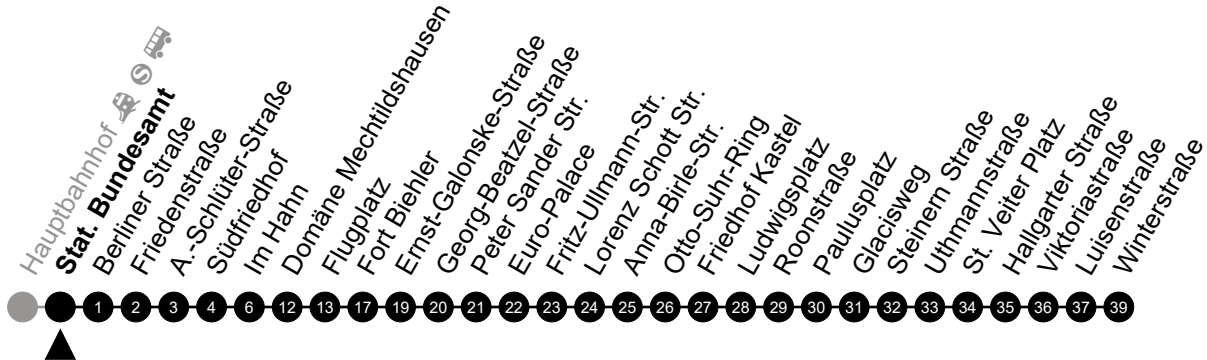 Hauptbahnhof
Stat. Bundesamt
Berliner Straße
Friedenstraße
A.-Schlüter-Straße
Südfriedhof
Im Hahn
Domäne Mechtildshausen
Flugplatz
Fort Biehler
Ernst-Galonske-Straße
Georg-Beatzel-Straße
Peter Sander Str.
Euro-Palace
Fritz-Ullmann-Str.
Lorenz Schott Str.
Anna-Birle-Str.
Otto-Suhr-Ring
Friedhof Kastel
Ludwigsplatz
Roonstraße
Paulusplatz
Glacisweg
Steinern Straße
Uthmannstraße
St. Veiter Platz
Hallgarter Straße
Viktoriastraße
Luisenstraße
Winterstraße
1 2 3 4 6 12 13 17 19 20 21 22 23 24 25 26 27 28 29 30 31 32 33 34 35 36 37 39